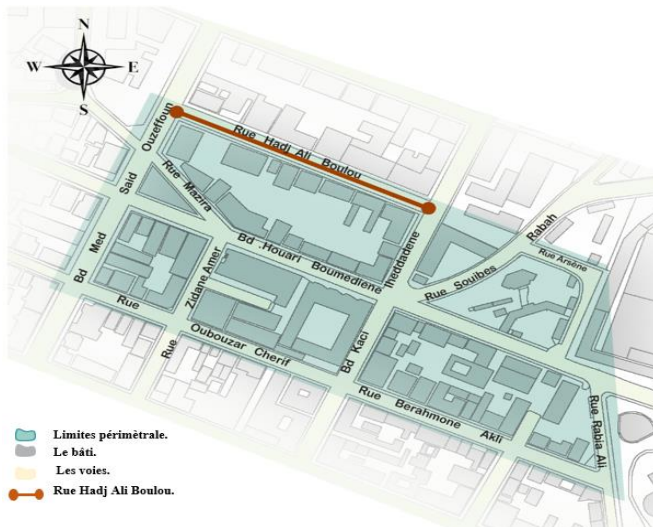 N
W E
S
Rue Hadj Ali Boulou
Bd Med Said Ouzeffoun
Rue Mazira
Bd .Houari Boumediene
Iheddadene
Rue Souibes Rabah
Rue Arsène
Rue Zidane Amer
Rue Oubouzar Cherif
Bd Kaci
Rue Berahmone Akli
Rue Rabia Ali
Limites périmètrale.
Le bâti.
Les voies.
Rue Hadj Ali Boulou.